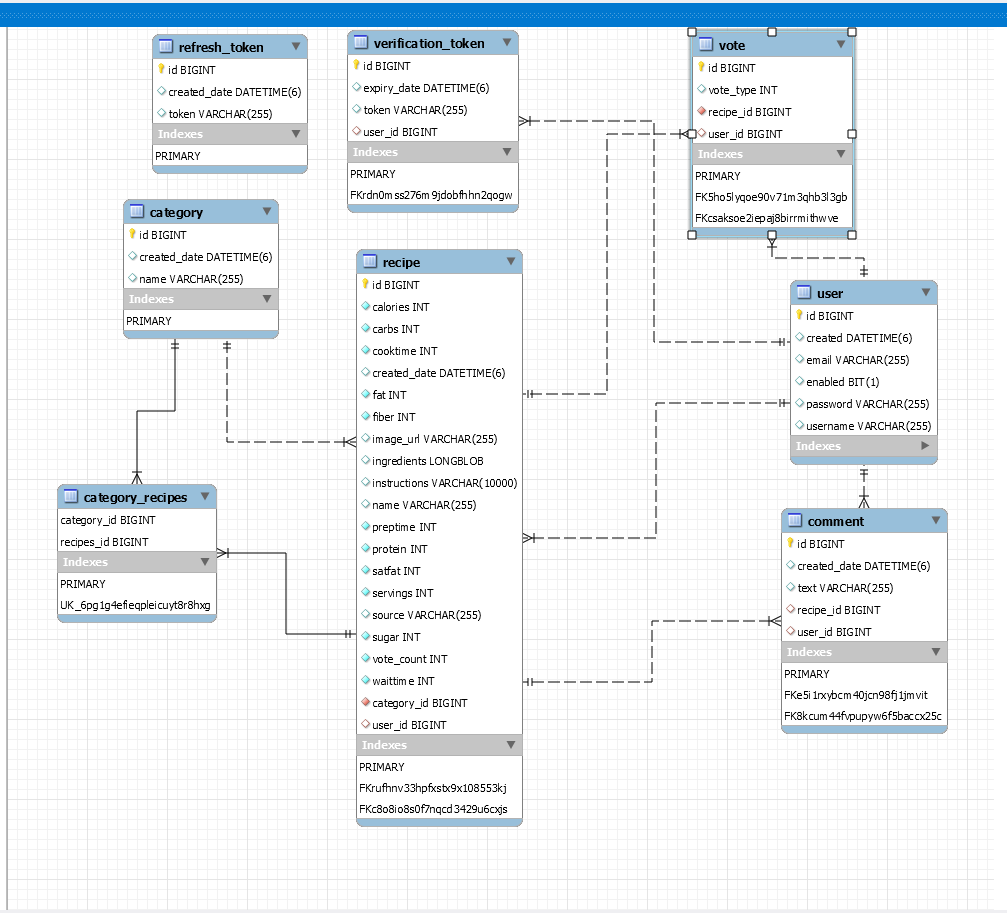 refresh_token
id BIGINT
created_date DATETIME(6)
token VARCHAR(255)
Indexes
PRIMARY
verification_token
id BIGINT
expiry_date DATETIME(6)
token VARCHAR(255)
user_id BIGINT
Indexes
PRIMARY
FKrdn0mss276m9jdobfhhn2qogw
vote
id BIGINT
vote_type INT
recipe_id BIGINT
user_id BIGINT
Indexes
PRIMARY
FK5ho5lyqoe90v71m3qhb3l3gb
FKcsaksoe2iepaj8birrmithwve
category
id BIGINT
created_date DATETIME(6)
name VARCHAR(255)
Indexes
PRIMARY
recipe
id BIGINT
calories INT
carbs INT
cooktime INT
created_date DATETIME(6)
fat INT
fiber INT
image_url VARCHAR(255)
ingredients LONGBLOB
instructions VARCHAR(10000)
name VARCHAR(255)
preptime INT
protein INT
satfat INT
servings INT
source VARCHAR(255)
sugar INT
vote_count INT
waittime INT
category_id BIGINT
user_id BIGINT
Indexes
PRIMARY
FKrufhnv33hpfxstx9x108553kj
FKc8o8io8s0f7nqcd3429u6cxjs
user
id BIGINT
created DATETIME(6)
email VARCHAR(255)
enabled BIT(1)
password VARCHAR(255)
username VARCHAR(255)
Indexes
category_recipes
category_id BIGINT
recipes_id BIGINT
Indexes
PRIMARY
UK_6pg1g4efieqpleicuyt8r8hxg
comment
id BIGINT
created_date DATETIME(6)
text VARCHAR(255)
recipe_id BIGINT
user_id BIGINT
Indexes
PRIMARY
FKe5i1rxybcm40jcn98fj1jmvit
FK8kcum44fvpupyw6f5baccx25c